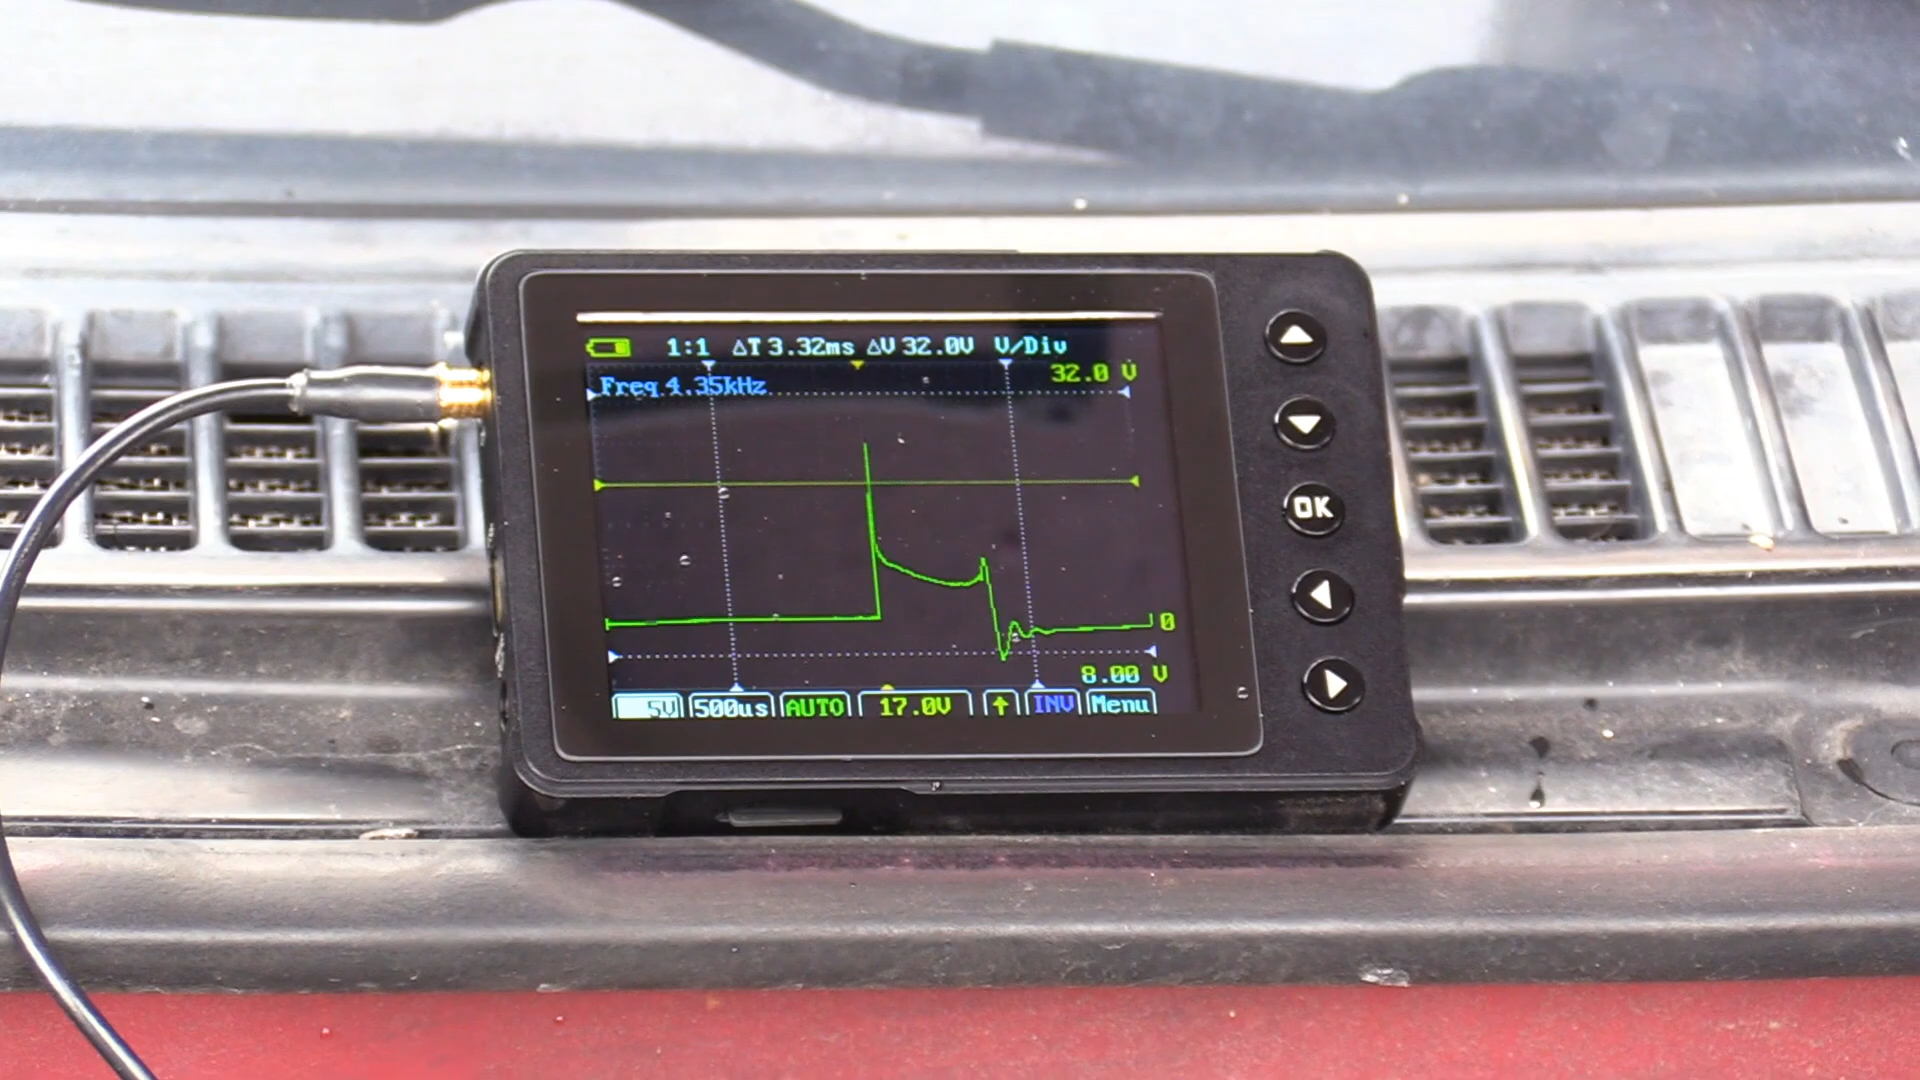 1:1 ΔT 3.32ms ΔV 32.0V V/Div
32.0 V
Freq 4.35kHz
OK
0
8.00 V
5V 500us AUTO 17.0V ↑ INV Menu